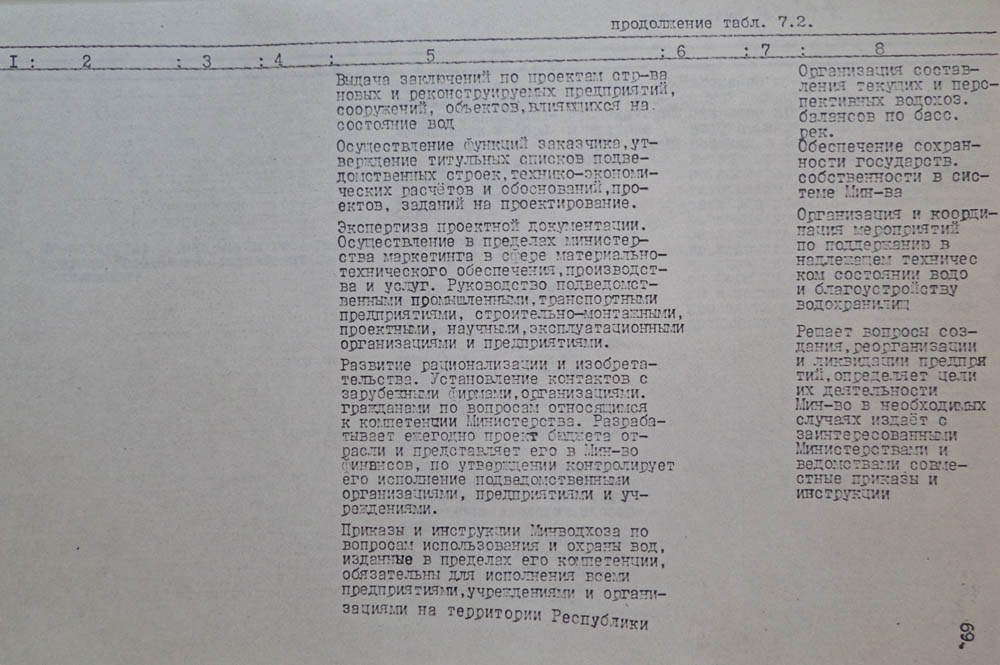 продолжение табл. 7.2.
I : 2 : 3 : 4 : 5 : 6 : 7 : 8
Выдача заключений по проектам стр-ва
новых и реконструируемых предприятий,
сооружений, объектов,влияющихся на
состояние вод
Осуществление функций заказчика,ут-
верждение титульных списков подве-
домственных строек,технико-экономи-
ческих расчётов и обоснований,про-
ектов, заданий на проектирование.
Экспертиза проектной документации.
Осуществление в пределах министер-
ства маркетинга в сфере материально-
технического обеспечения,производст-
ва и услуг. Руководство подведомст-
венными промышленными,транспортными
предприятиями, строительно-монтажными,
проектными, научными,эксплуатационными
организациями и предприятиями.
Развитие рационализации и изобрета-
тельства. Установление контактов с
зарубежными фирмами,организациями.
гражданами по вопросам относящимся
к компетенции Министерства. Разраба-
тывает ежегодно проект бюджета от-
расли и представляет его в Мин-во
финвнсов, по утверждении контролирует
его исполнение подведомственными
организациями, предприятиями и уч-
реждениями.
Приказы и инструкции Минводхоза по
вопросам использования и охраны вод,
изданные в пределах его компетенции,
обязательны для исполнения всеми
предприятиями,учреждениями и органи-
зациями на территории Республики
Организация состав-
ления текущих и перс-
пективных водохоз.
балансов по басс.
рек.
Обеспечение сохран-
ности государств.
собственности в сис-
теме Мин-ва
Организация и коорди-
нация мероприятий
по поддержанию в
надлежащем техничес
ком состоянии водо
и благоустройству
водохранилищ
Решает вопросы соз-
дания,реорганизации
и ликвидации предпря
тий,определяет цели
их деятельности
Мин-во в необходимых
случаях издаёт с
заинтересованными
Министерствами и
ведомствами совме-
стные приказы и
инструкции
69.